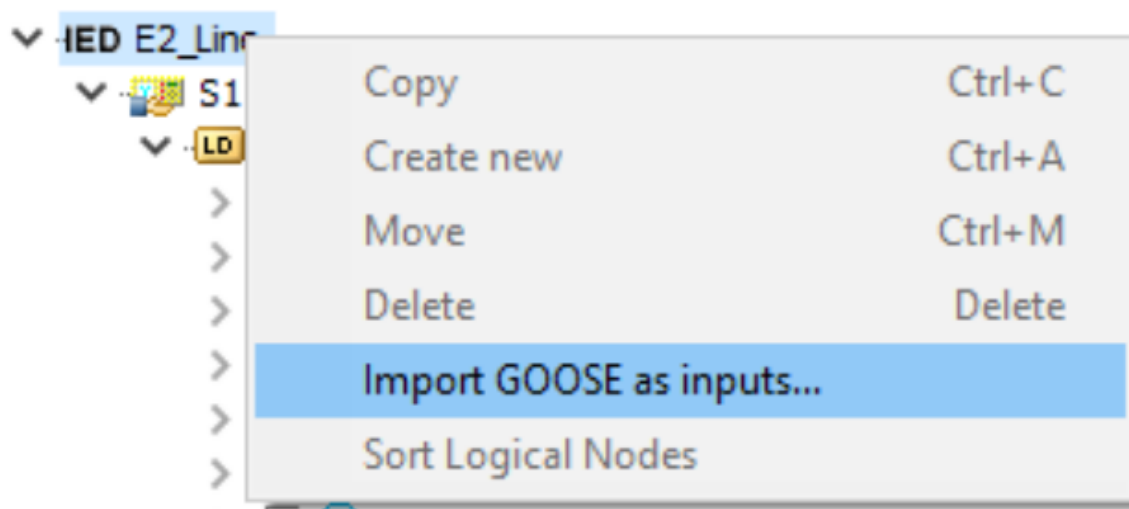 IED E2_Line
S1
LD
Copy Ctrl+C
Create new Ctrl+A
Move Ctrl+M
Delete Delete
Import GOOSE as inputs...
Sort Logical Nodes